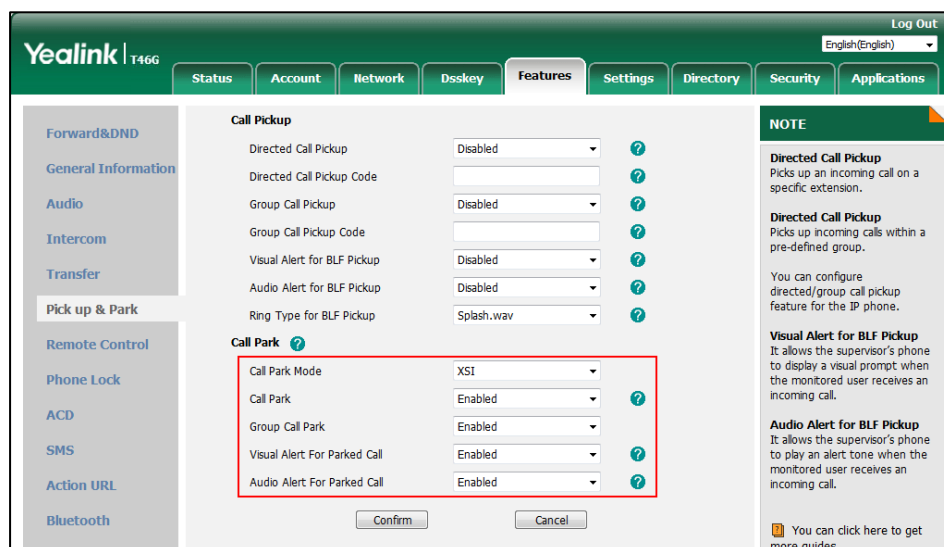 Log Out
English(English)
Yealink | T46G
Status Account Network Dsskey Features Settings Directory Security Applications
Forward&DND
General Information
Audio
Intercom
Transfer
Pick up & Park
Remote Control
Phone Lock
ACD
SMS
Action URL
Bluetooth
Call Pickup
Directed Call Pickup Disabled ?
Directed Call Pickup Code ?
Group Call Pickup Disabled ?
Group Call Pickup Code ?
Visual Alert for BLF Pickup Disabled ?
Audio Alert for BLF Pickup Disabled ?
Ring Type for BLF Pickup Splash.wav ?
Call Park ?
Call Park Mode XSI
Call Park Enabled ?
Group Call Park Enabled
Visual Alert For Parked Call Enabled ?
Audio Alert For Parked Call Enabled ?
Confirm Cancel
NOTE
Directed Call Pickup
Picks up an incoming call on a
specific extension.
Directed Call Pickup
Picks up incoming calls within a
pre-defined group.
You can configure
directed/group call pickup
feature for the IP phone.
Visual Alert for BLF Pickup
It allows the supervisor's phone
to display a visual prompt when
the monitored user receives an
incoming call.
Audio Alert for BLF Pickup
It allows the supervisor's phone
to play an alert tone when the
monitored user receives an
incoming call.
? You can click here to get
more guides